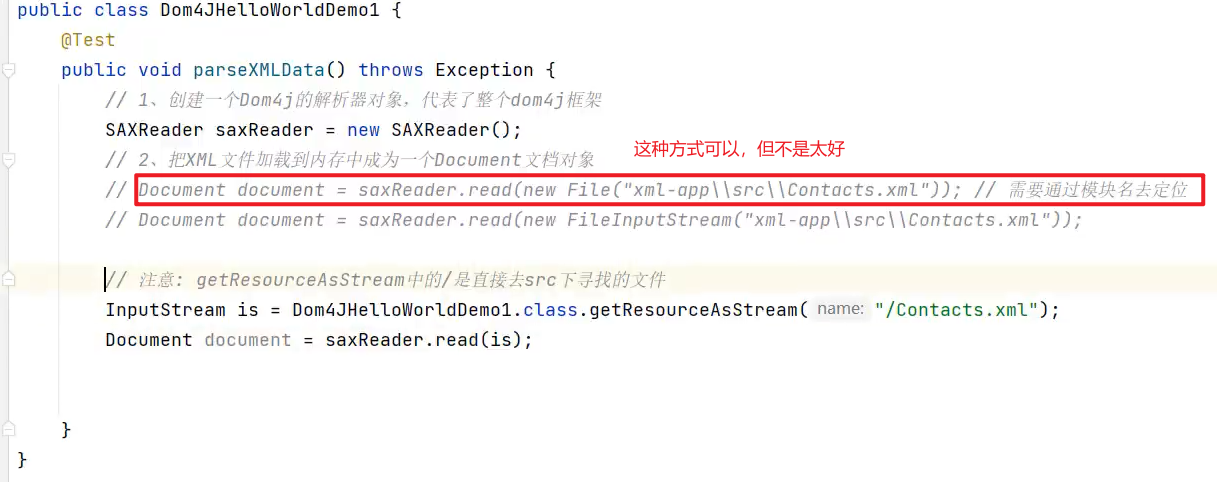 public class Dom4JHelloWorldDemo1 {
@Test
public void parseXMLData() throws Exception {
// 1、创建一个Dom4j的解析器对象，代表了整个dom4j框架
SAXReader saxReader = new SAXReader();
这种方式可以，但不是太好
// 2、把XML文件加载到内存中成为一个Document文档对象
// Document document = saxReader.read(new File("xml-app\\src\\Contacts.xml")); // 需要通过模块名去定位
// Document document = saxReader.read(new FileInputStream("xml-app\\src\\Contacts.xml"));
// 注意: getResourceAsStream中的/是直接去src下寻找的文件
InputStream is = Dom4JHelloWorldDemo1.class.getResourceAsStream( name: "/Contacts.xml");
Document document = saxReader.read(is);
}
}